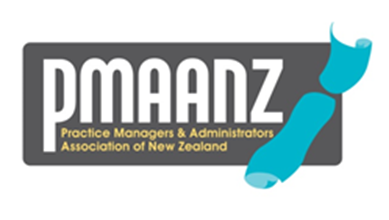 pmaanz
Practice Managers & Administrators
Association of New Zealand